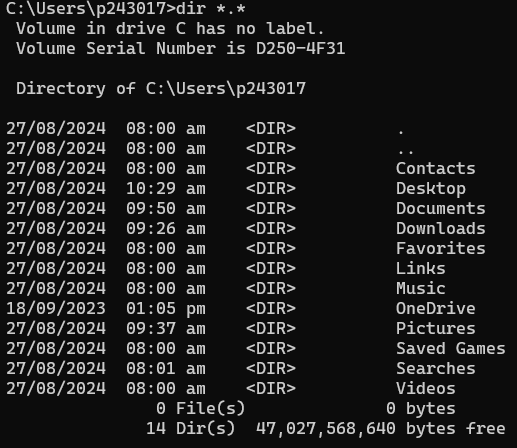 C:\Users\p243017>dir *.*
 Volume in drive C has no label.
 Volume Serial Number is D250-4F31

 Directory of C:\Users\p243017

27/08/2024  08:00 am    <DIR>          .
27/08/2024  08:00 am    <DIR>          ..
27/08/2024  08:00 am    <DIR>          Contacts
27/08/2024  10:29 am    <DIR>          Desktop
27/08/2024  09:50 am    <DIR>          Documents
27/08/2024  09:26 am    <DIR>          Downloads
27/08/2024  08:00 am    <DIR>          Favorites
27/08/2024  08:00 am    <DIR>          Links
27/08/2024  08:00 am    <DIR>          Music
18/09/2023  01:05 pm    <DIR>          OneDrive
27/08/2024  09:37 am    <DIR>          Pictures
27/08/2024  08:00 am    <DIR>          Saved Games
27/08/2024  08:01 am    <DIR>          Searches
27/08/2024  08:00 am    <DIR>          Videos
               0 File(s)              0 bytes
              14 Dir(s)  47,027,568,640 bytes free